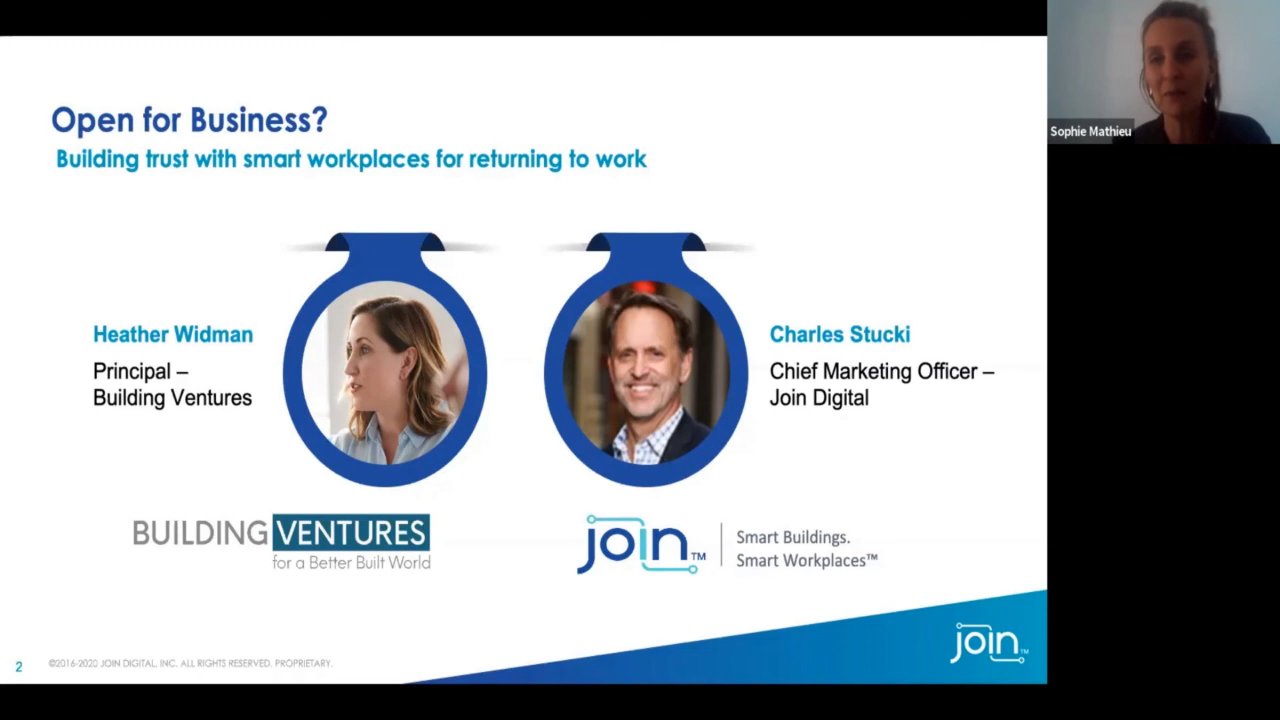 Open for Business?
Building trust with smart workplaces for returning to work
Sophie Mathieu
Heather Widman
Principal –
Building Ventures
Charles Stucki
Chief Marketing Officer –
Join Digital
BUILDING VENTURES
for a Better Built World
join™
Smart Buildings.
Smart Workplaces™
join™
2
©2016-2020 JOIN DIGITAL, INC. ALL RIGHTS RESERVED. PROPRIETARY.